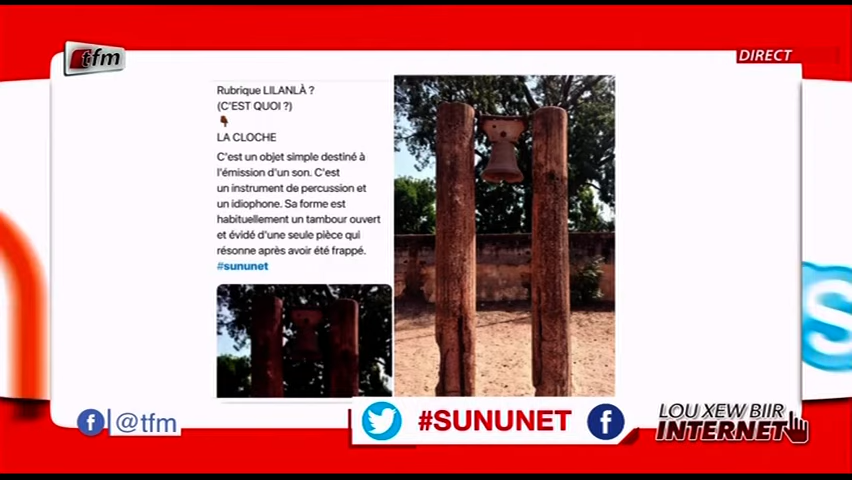 tfm
DIRECT
Rubrique LILANLÀ ?
(C'EST QUOI ?)
LA CLOCHE
C'est un objet simple destiné à
l'émission d'un son. C'est
un instrument de percussion et
un idiophone. Sa forme est
habituellement un tambour ouvert
et évidé d'une seule pièce qui
résonne après avoir été frappé.
#sununet
@tfm
#SUNUNET
LOU XEW BIIR
INTERNET